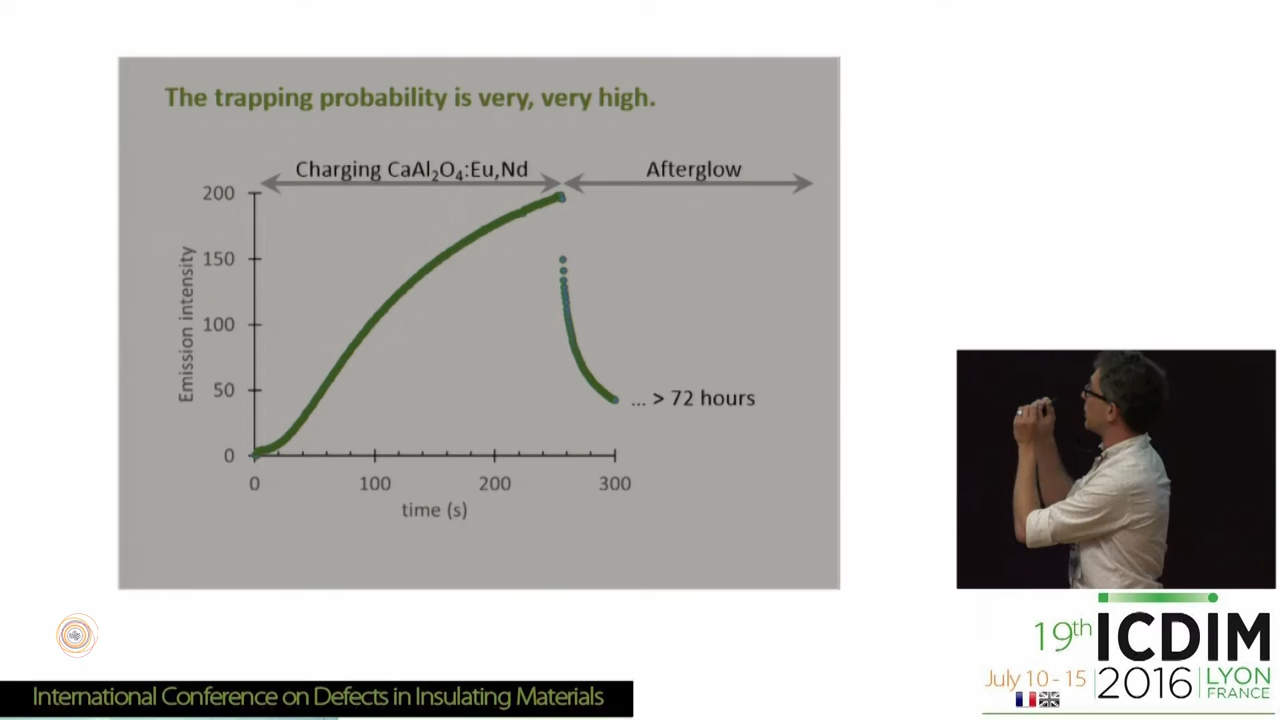 The trapping probability is very, very high.
Charging CaAl₂O₄:Eu,Nd
Afterglow
200
150
100
50
0
Emission intensity
... > 72 hours
0
100
200
300
time (s)
19th ICDIM
July 10 - 15 2016 LYON FRANCE
International Conference on Defects in Insulating Materials